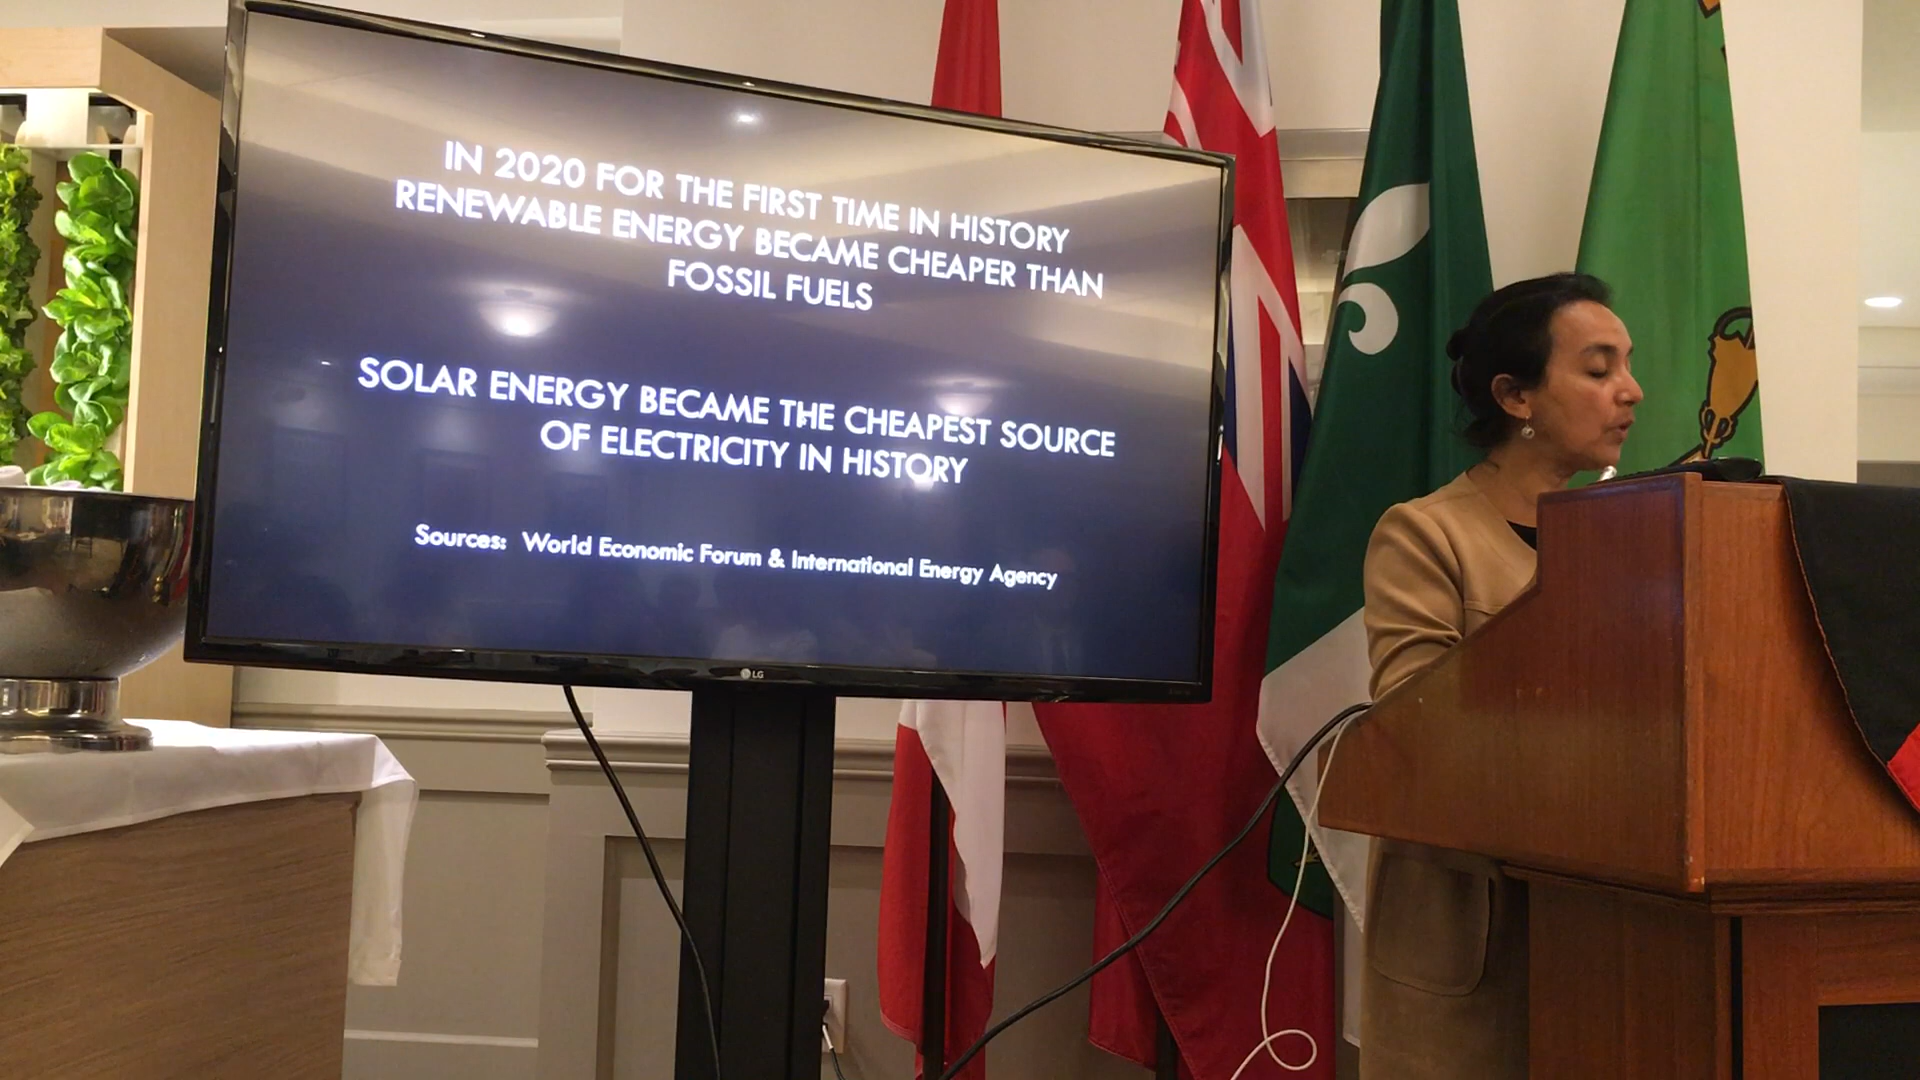 IN 2020 FOR THE FIRST TIME IN HISTORY
RENEWABLE ENERGY BECAME CHEAPER THAN
FOSSIL FUELS
SOLAR ENERGY BECAME THE CHEAPEST SOURCE
OF ELECTRICITY IN HISTORY
Sources: World Economic Forum & International Energy Agency
LG